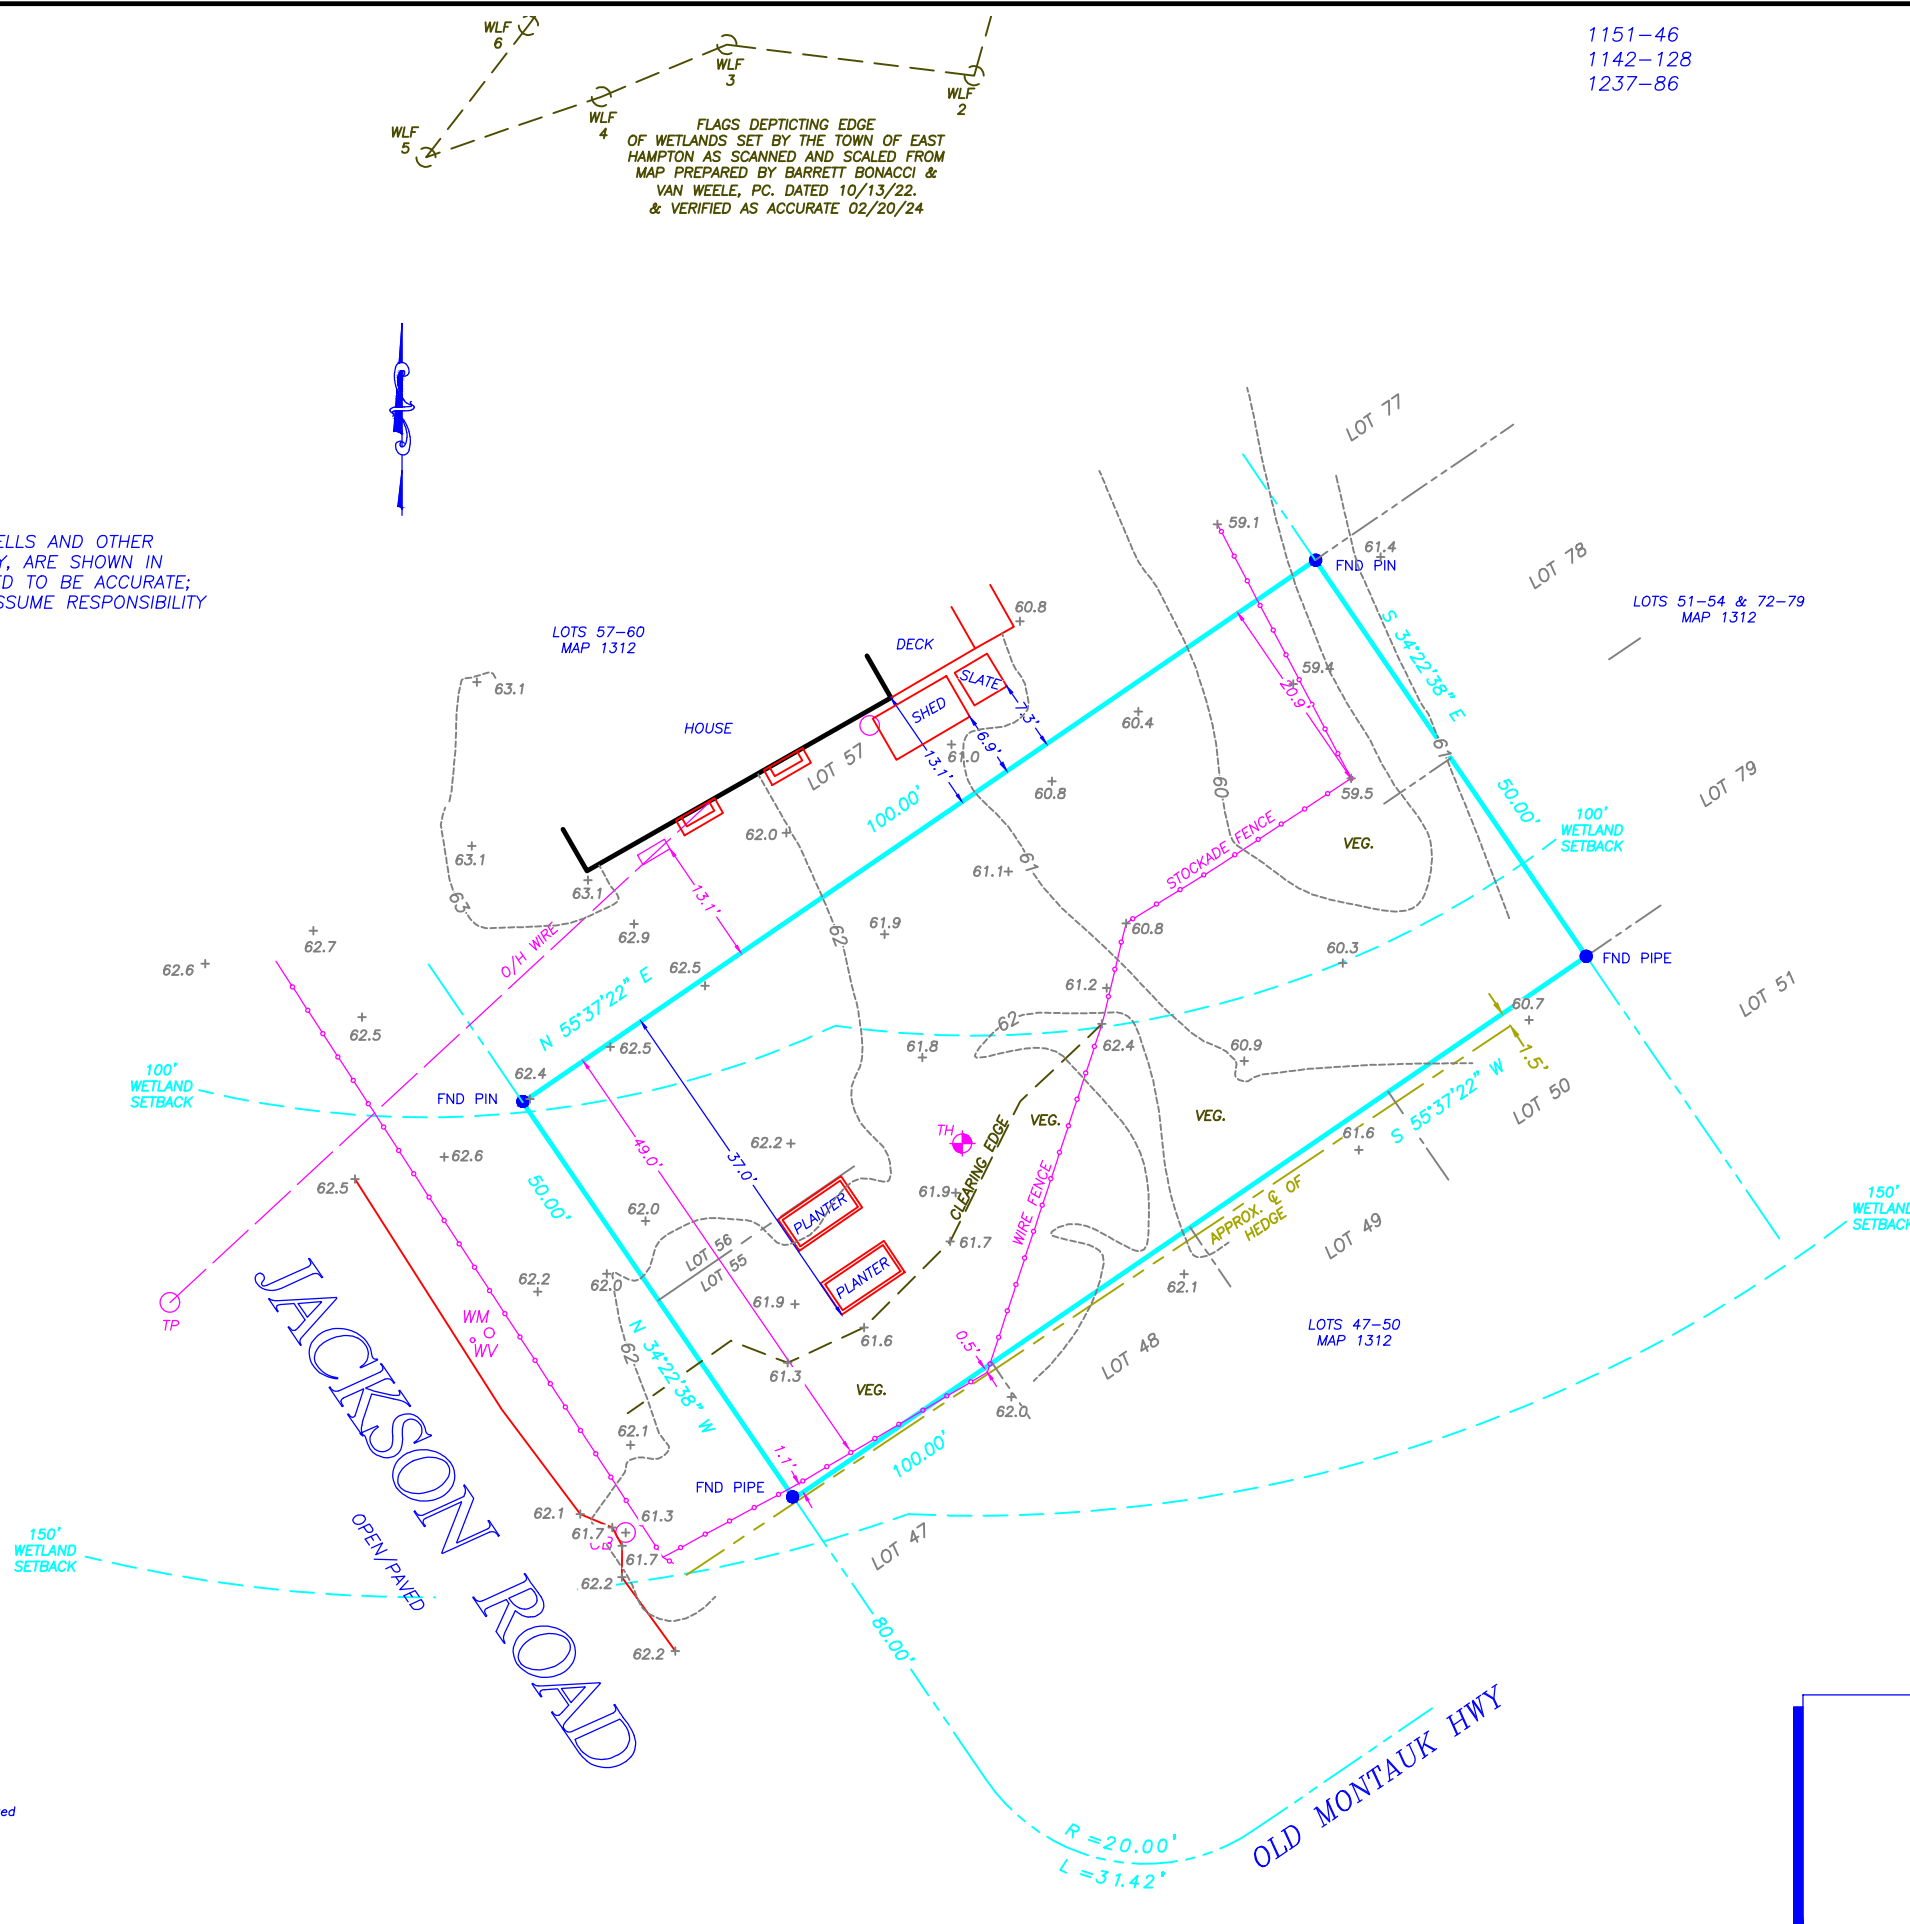 1151-46
1142-128
1237-86
WLF
6
WLF
3
WLF
2
WLF
4
WLF
5
FLAGS DEPTICTING EDGE
OF WETLANDS SET BY THE TOWN OF EAST
HAMPTON AS SCANNED AND SCALED FROM
MAP PREPARED BY BARRETT BONACCI &
VAN WEELE, PC. DATED 10/13/22.
& VERIFIED AS ACCURATE 02/20/24
ELLS AND OTHER
Y, ARE SHOWN IN
ED TO BE ACCURATE;
SSUME RESPONSIBILITY
LOT 77
59.1
61.4
FND PIN
LOT 78
LOTS 51-54 & 72-79
MAP 1312
LOTS 57-60
MAP 1312
60.8
DECK
S 34°22'38" E
63.1
SLATE
SHED
59.4
20.9'
7.3'
6.9'
13.1'
60.4
HOUSE
61.0
LOT 57
61
60
60.8
59.5
50.00'
LOT 79
100.00'
62.0
100'
WETLAND
SETBACK
VEG.
STOCKADE FENCE
63.1
61.1
61
63.1
63
13.1'
62.7
62.9
61.9
62
60.8
60.3
O/H WIRE
62.6
62.5
N 55°37'22" E
FND PIPE
61.2
LOT 51
60.7
62.5
62.5
62
62.4
61.8
60.9
1.5'
S 55°37'22" W
LOT 50
100'
WETLAND
SETBACK
62.4
FND PIN
VEG.
VEG.
TH
61.6
62.6
62.2
49.0'
37.0'
CLEARING EDGE
62.5
50.00'
61.9
WIRE FENCE
62.0
PLANTER
APPROX. ℄ OF
HEDGE
LOT 49
150'
WETLAND
SETBACK
61.7
LOT 56
LOT 55
62.2
62.0
PLANTER
62.1
61.9
TP
WM
WV
N 34°22'38" W
62
61.6
0.5'
LOTS 47-50
MAP 1312
LOT 48
61.3
VEG.
62.0
62.1
100.00'
1.1'
FND PIPE
JACKSON ROAD
OPEN/PAVED
62.1
61.3
61.7
CB
61.7
62.2
LOT 47
150'
WETLAND
SETBACK
62.2
80.00'
OLD MONTAUK HWY
R =20.00'
L =31.42'
ed